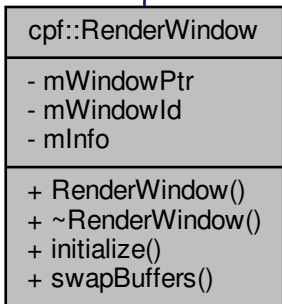 cpf::RenderWindow
- mWindowPtr
- mWindowId
- mInfo
+ RenderWindow()
+ ~RenderWindow()
+ initialize()
+ swapBuffers()